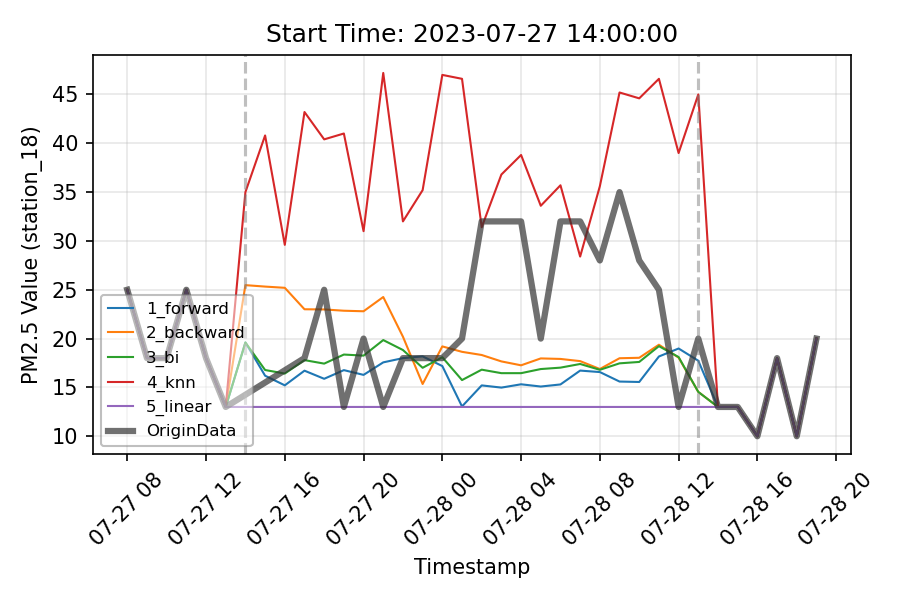 Start Time: 2023-07-27 14:00:00
PM2.5 Value (station_18)
45
40
35
30
25
20
15
10
1_forward
2_backward
3_bi
4_knn
5_linear
OriginData
07-27 08
07-27 12
07-27 16
07-27 20
07-28 00
07-28 04
07-28 08
07-28 12
07-28 16
07-28 20
Timestamp